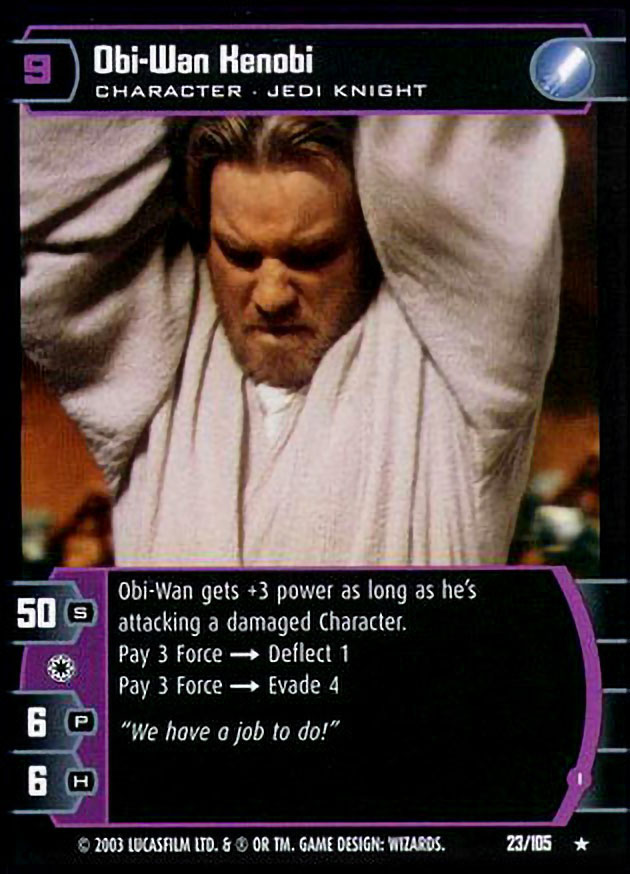 9
Obi-Wan Kenobi
CHARACTER · JEDI KNIGHT
50 S
6 P
6 H
Obi-Wan gets +3 power as long as he's
attacking a damaged Character.
Pay 3 Force → Deflect 1
Pay 3 Force → Evade 4
"We have a job to do!"
I
© 2003 LUCASFILM LTD. & ® OR TM. GAME DESIGN: WIZARDS.
23/105 ★